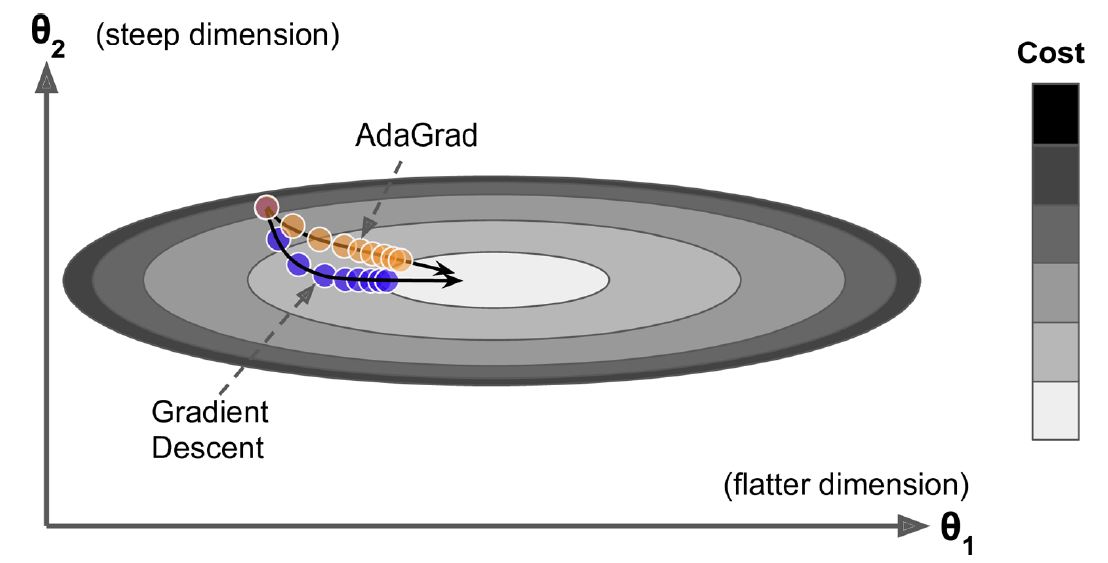 θ2 (steep dimension)
Cost
AdaGrad
Gradient
Descent
(flatter dimension)
θ1